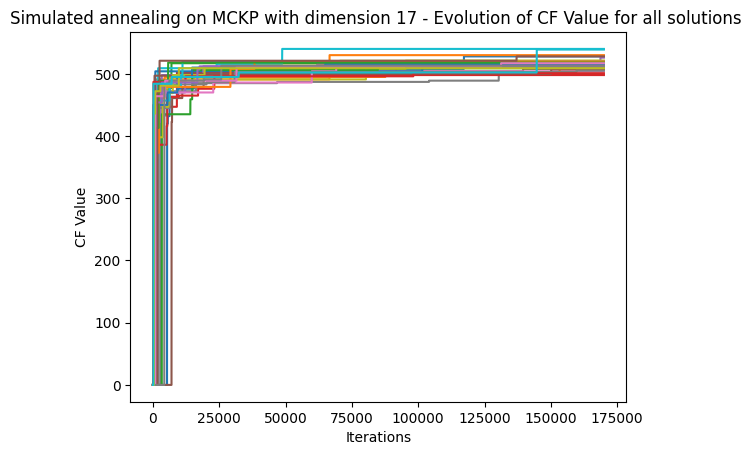 Simulated annealing on MCKP with dimension 17 - Evolution of CF Value for all solutions
500
400
300
200
100
0
CF Value
0 25000 50000 75000 100000 125000 150000 175000
Iterations